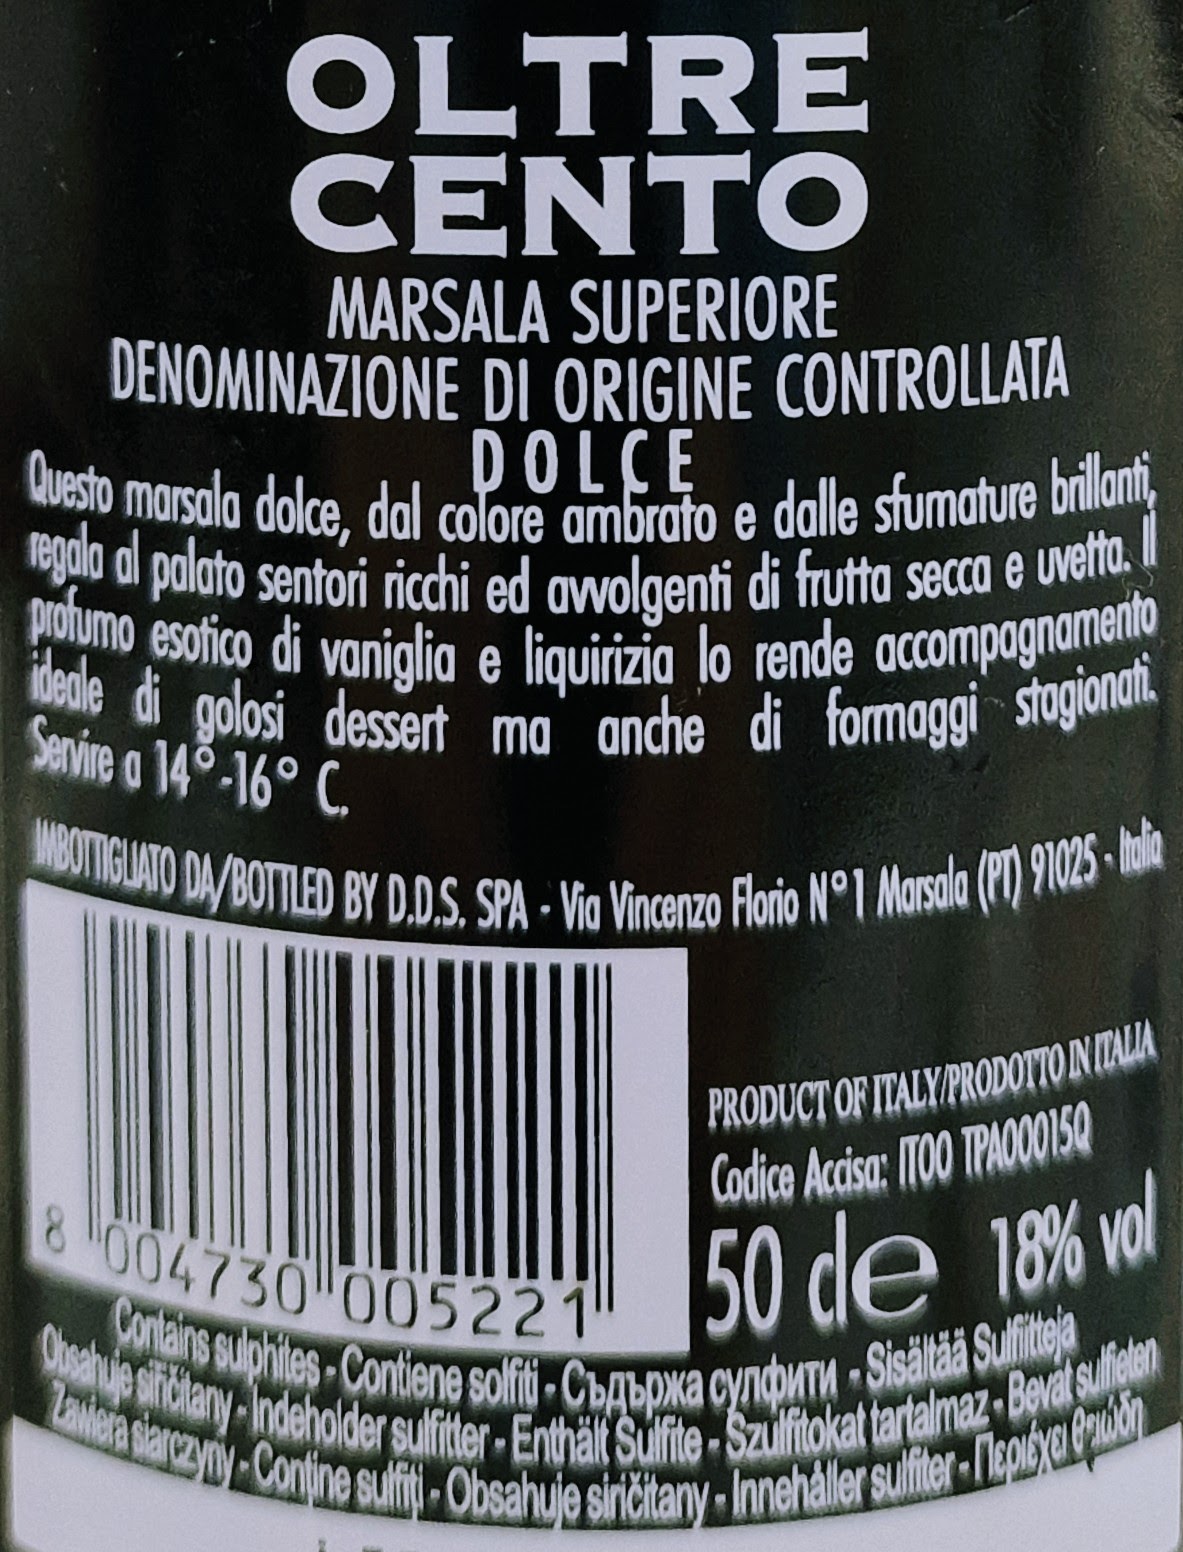 OLTRE
CENTO
MARSALA SUPERIORE
DENOMINAZIONE DI ORIGINE CONTROLLATA
DOLCE
Questo marsala dolce, dal colore ambrato e dalle sfumature brillanti,
regala al palato sentori ricchi ed avvolgenti di frutta secca e uvetta. Il
profumo esotico di vaniglia e liquirizia lo rende accompagnamento
ideale di golosi dessert ma anche di formaggi stagionati.
Servire a 14°-16° C.
IMBOTTIGLIATO DA/BOTTLED BY D.D.S. SPA - Via Vincenzo Florio N°1 Marsala (PT) 91025 - Italia
PRODUCT OF ITALY/PRODOTTO IN ITALIA
Codice Accisa: IT00 TPA00015Q
50 cle 18% vol
8 004730 005221
Contains sulphites - Contiene solfiti - Съдържа сулфити - Sisältää Sulfiitteja
Obsahuje siřičitany - Indeholder sulfitter - Enthält Sulfite - Szulfitokat tartalmaz - Bevat sulfieten
Zawiera siarczyny - Conţine sulfiţi - Obsahuje siričitany - Innehåller sulfiter - Περιέχει θειώδη